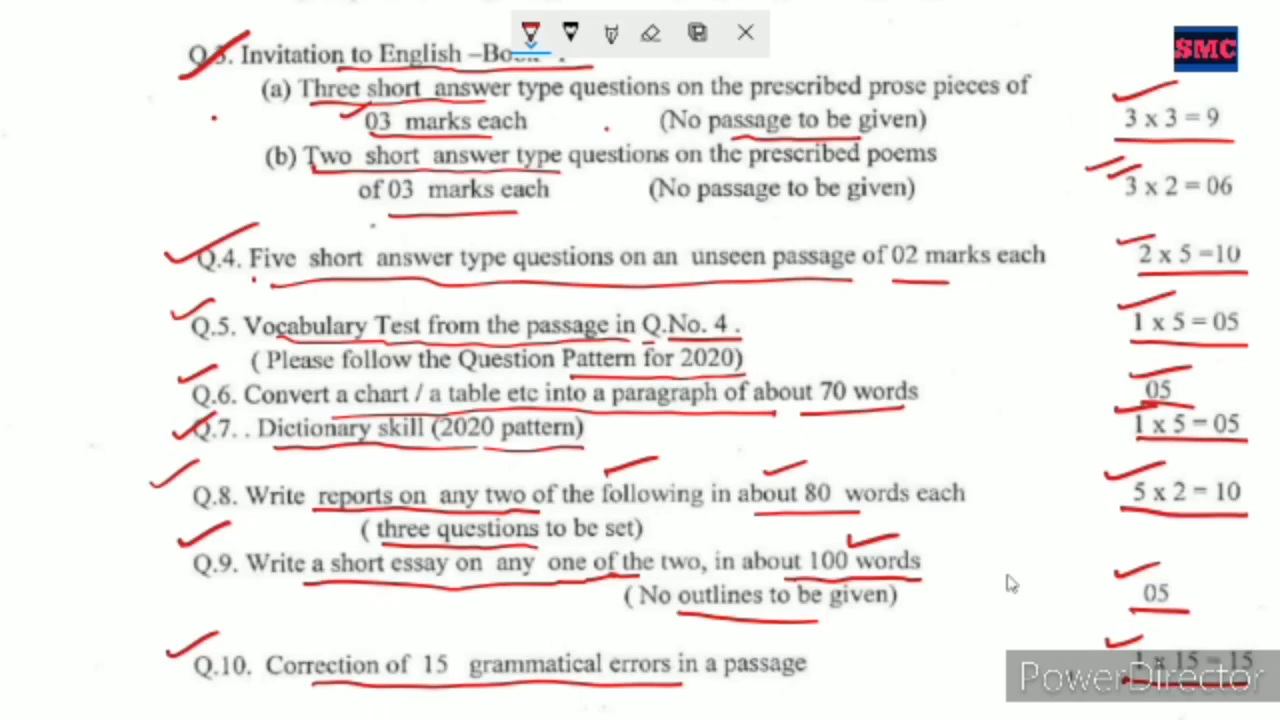 SMC
Q.3. Invitation to English –Book
(a) Three short answer type questions on the prescribed prose pieces of
03 marks each (No passage to be given) 3 x 3 = 9
(b) Two short answer type questions on the prescribed poems
of 03 marks each (No passage to be given) 3 x 2 = 06
Q.4. Five short answer type questions on an unseen passage of 02 marks each 2 x 5 =10
Q.5. Vocabulary Test from the passage in Q.No. 4 . 1 x 5 = 05
( Please follow the Question Pattern for 2020)
Q.6. Convert a chart / a table etc into a paragraph of about 70 words 05
Q.7. . Dictionary skill (2020 pattern) 1 x 5 = 05
Q.8. Write reports on any two of the following in about 80 words each 5 x 2 = 10
( three questions to be set)
Q.9. Write a short essay on any one of the two, in about 100 words
( No outlines to be given) 05
Q.10. Correction of 15 grammatical errors in a passage 1 x 15 = 15
PowerDirector